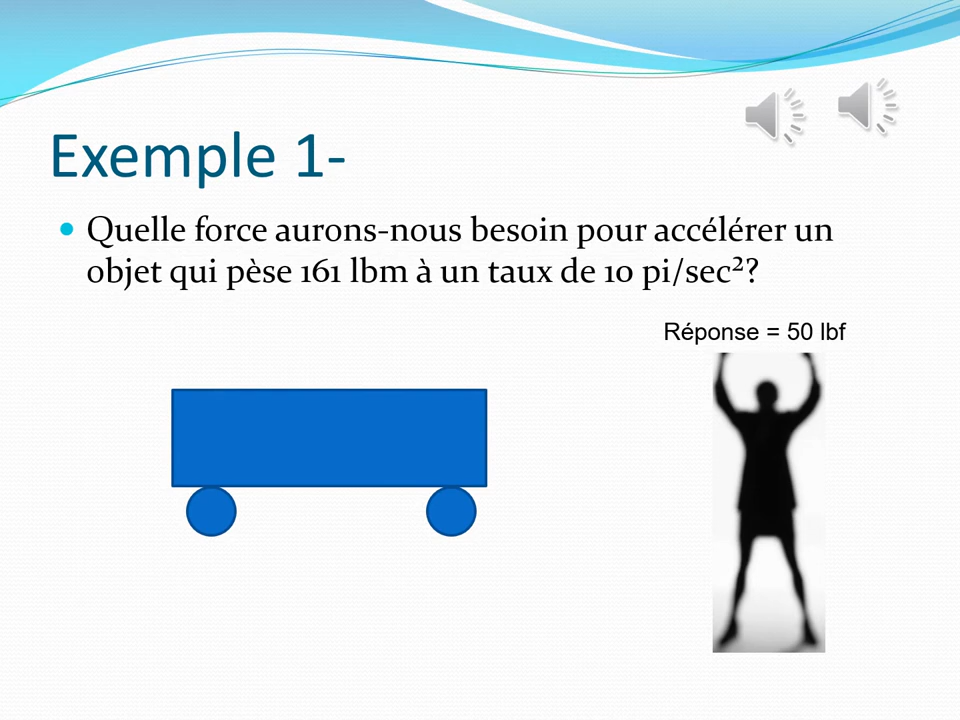 Exemple 1-
• Quelle force aurons-nous besoin pour accélérer un
objet qui pèse 161 lbm à un taux de 10 pi/sec²?
Réponse = 50 lbf